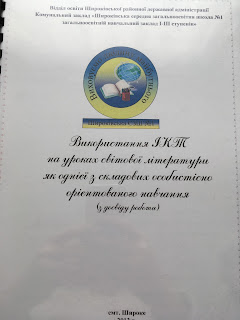 Відділ освіти Широківської районної державної адміністрації
Комунальний заклад «Широківська середня загальноосвітня школа №1
загальноосвітній навчальний заклад І-ІІІ ступенів»
Використання ІКТ
на уроках світової літератури
як однієї з складових особистісно
орієнтованого навчання
(з досвіду роботи)
смт. Широке